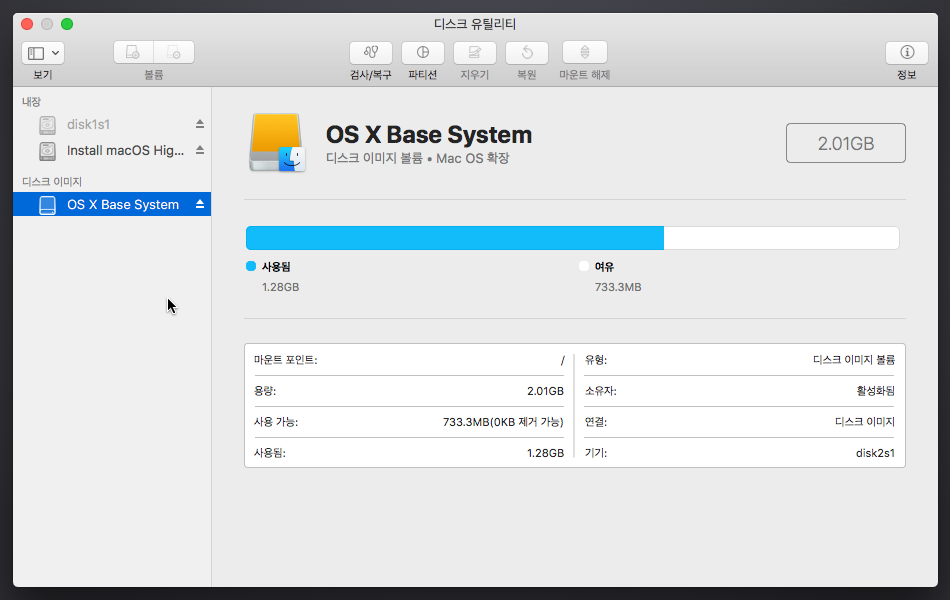 디스크 유틸리티
보기
볼륨
검사/복구
파티션
지우기
복원
마운트 해제
정보
내장
disk1s1
Install macOS Hig...
디스크 이미지
OS X Base System
OS X Base System
디스크 이미지 볼륨 • Mac OS 확장
2.01GB
사용됨
1.28GB
여유
733.3MB
마운트 포인트: /
용량: 2.01GB
사용 가능: 733.3MB(0KB 제거 가능)
사용됨: 1.28GB
유형: 디스크 이미지 볼륨
소유자: 활성화됨
연결: 디스크 이미지
기기: disk2s1